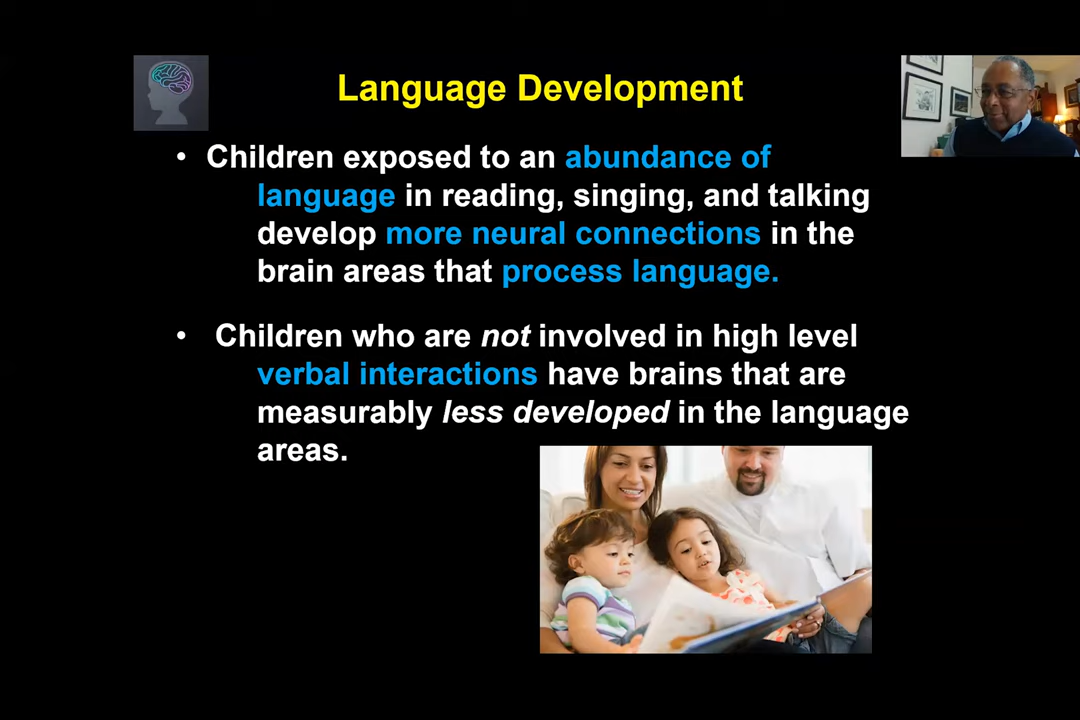 Language Development
• Children exposed to an abundance of
language in reading, singing, and talking
develop more neural connections in the
brain areas that process language.
• Children who are not involved in high level
verbal interactions have brains that are
measurably less developed in the language
areas.